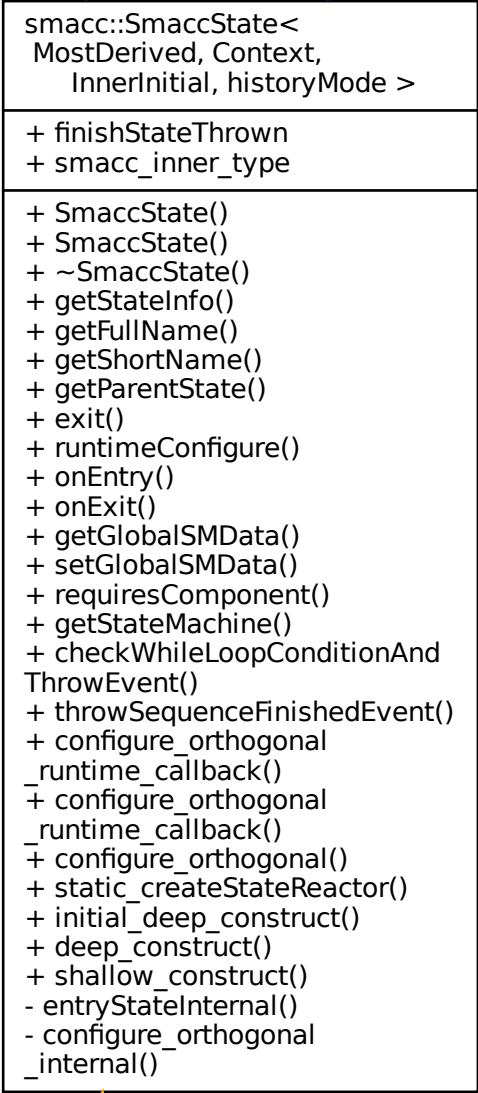 smacc::SmaccState<
MostDerived, Context,
InnerInitial, historyMode >
+ finishStateThrown
+ smacc_inner_type
+ SmaccState()
+ SmaccState()
+ ~SmaccState()
+ getStateInfo()
+ getFullName()
+ getShortName()
+ getParentState()
+ exit()
+ runtimeConfigure()
+ onEntry()
+ onExit()
+ getGlobalSMData()
+ setGlobalSMData()
+ requiresComponent()
+ getStateMachine()
+ checkWhileLoopConditionAnd
ThrowEvent()
+ throwSequenceFinishedEvent()
+ configure_orthogonal
_runtime_callback()
+ configure_orthogonal
_runtime_callback()
+ configure_orthogonal()
+ static_createStateReactor()
+ initial_deep_construct()
+ deep_construct()
+ shallow_construct()
- entryStateInternal()
- configure_orthogonal
_internal()